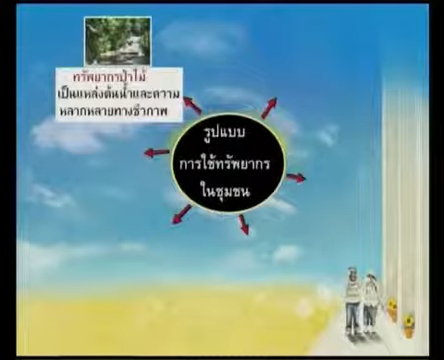 ทรัพยากรป่าไม้
เป็นแหล่งต้นน้ำและความ
หลากหลายทางชีวภาพ
รูปแบบ
การใช้ทรัพยากร
ในชุมชน